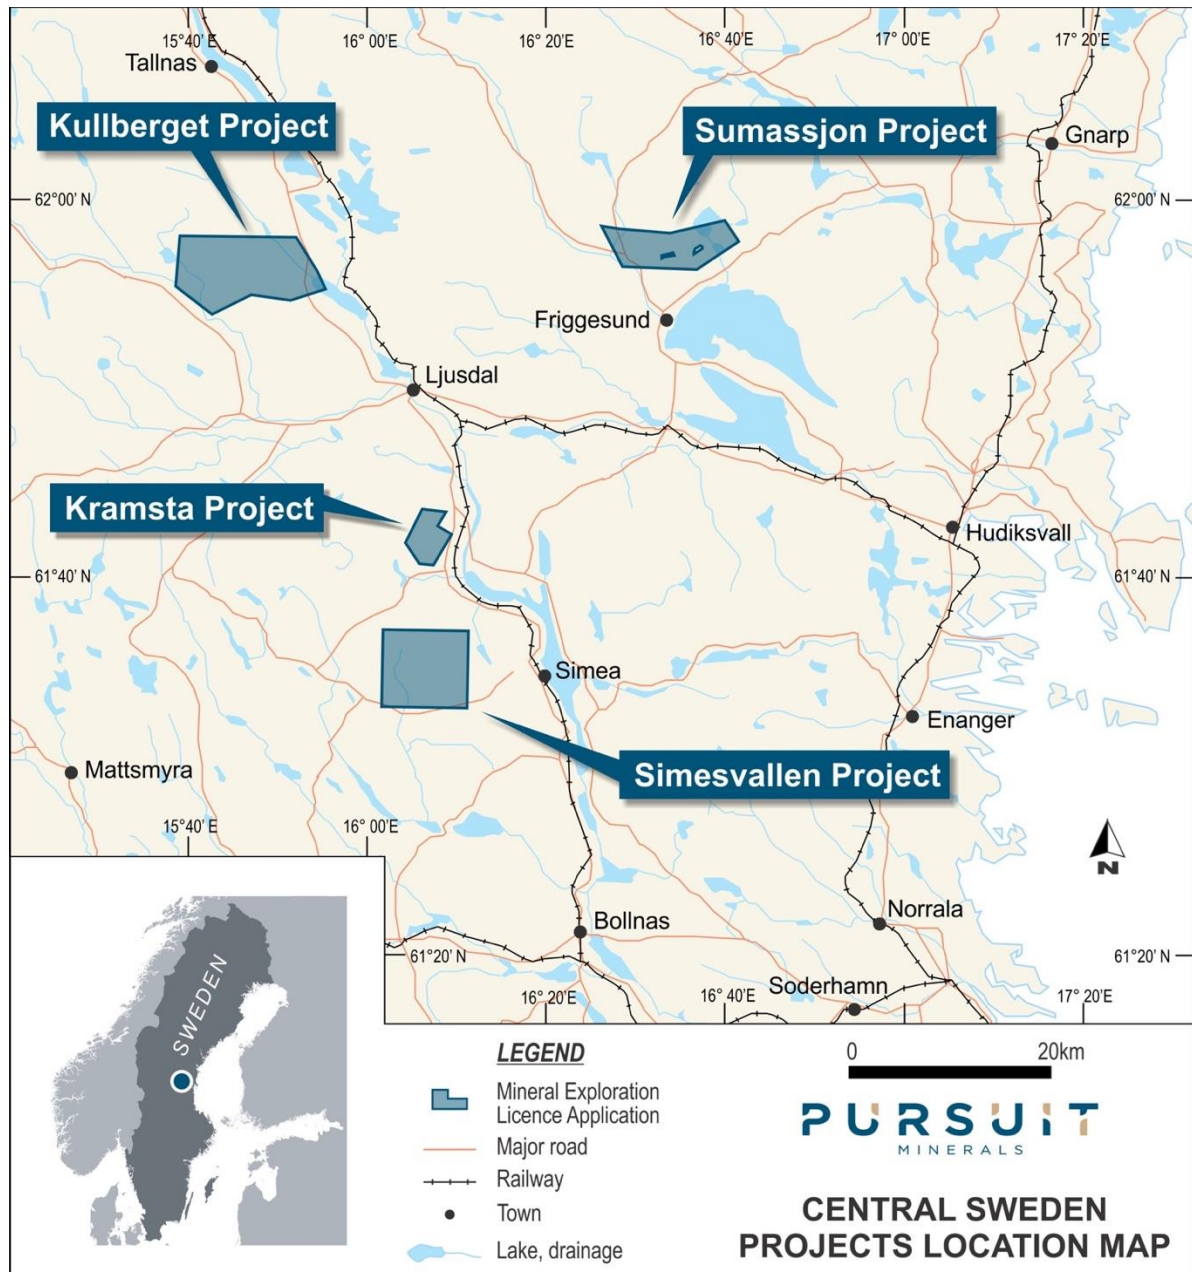 15°40' E
16°00' E
16°20'E
16°40' E
17°00' E
17°20'E
Tallnas
Kullberget Project
Sumassjon Project
Gnarp
62°00' N
62°00' N
Friggesund
Ljusdal
Kramsta Project
Hudiksvall
61°40' N
61°40' N
Simea
Enanger
Mattsmyra
Simesvallen Project
15°40' E
16°00' E
N
Norrala
Bollnas
61°20' N
61°20' N
Soderhamn
16° 20'E
16°40' E
17°00' E
17° 20'E
SWEDEN
LEGEND
Mineral Exploration
Licence Application
Major road
Railway
Town
Lake, drainage
0 20km
PURSUIT
MINERALS
CENTRAL SWEDEN
PROJECTS LOCATION MAP